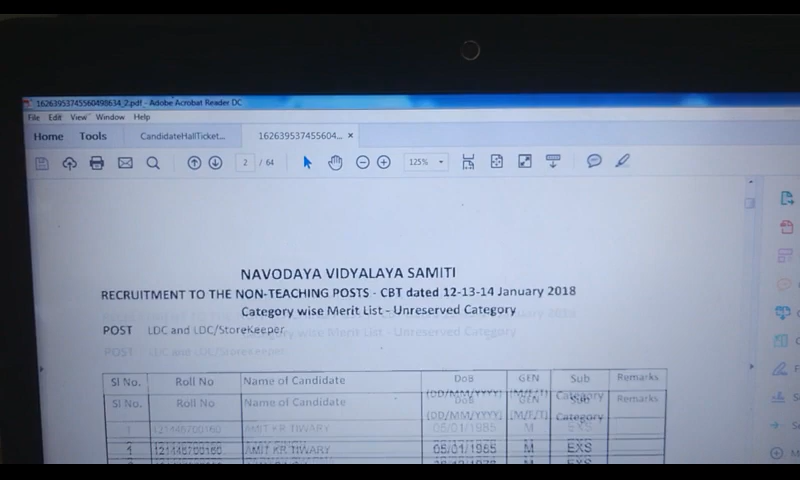 1626395374556049863 4_2.pdf - Adobe Acrobat Reader DC
File Edit View Window Help
Home Tools CandidateHallTicket... 162639537455604... ×
2 / 64 125%
NAVODAYA VIDYALAYA SAMITI
RECRUITMENT TO THE NON-TEACHING POSTS - CBT dated 12-13-14 January 2018
Category wise Merit List - Unreserved Category
POST LDC and LDC/StoreKeeper
Sl No. Roll No Name of Candidate DoB (DD/MM/YYYY) GEN (M/F/T) Sub Category Remarks
1 121446700160 AMIT KR TIWARY 05/01/1985 M EXS